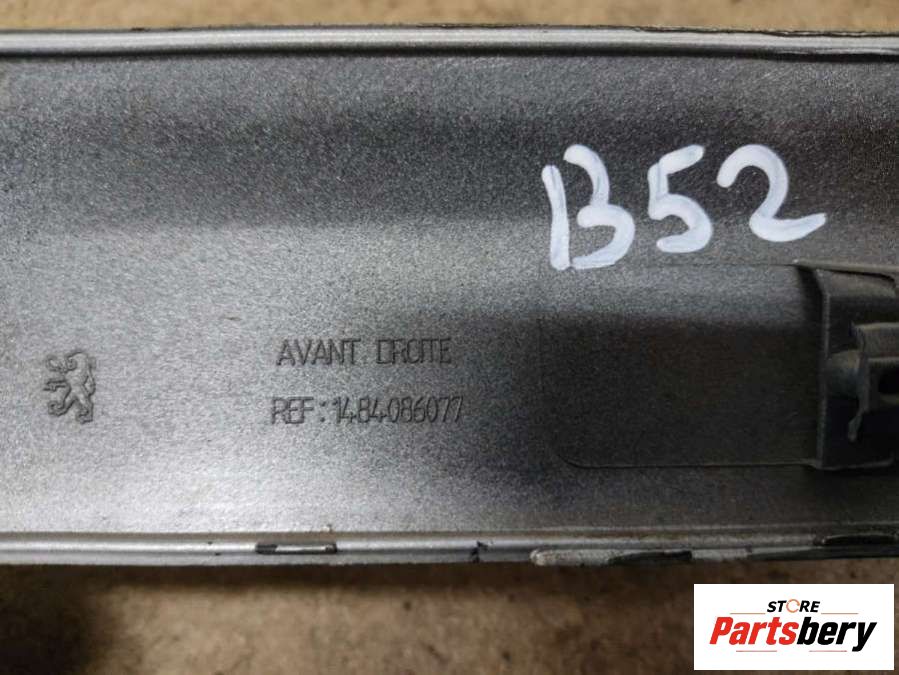 B52
AVANT DROITE
REF: 1484086077
STORE
Partsbery